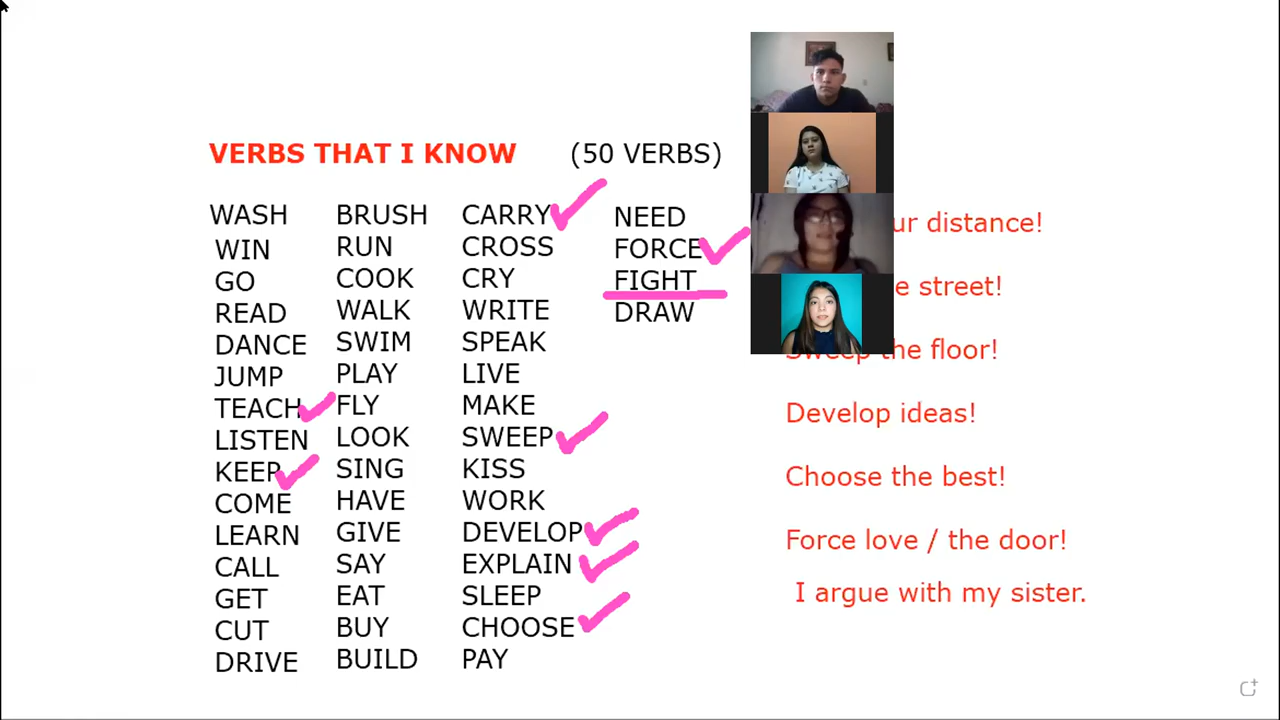 VERBS THAT I KNOW (50 VERBS)
WASH BRUSH CARRY NEED
WIN RUN CROSS FORCE
GO COOK CRY FIGHT
READ WALK WRITE DRAW
DANCE SWIM SPEAK
JUMP PLAY LIVE
TEACH FLY MAKE
LISTEN LOOK SWEEP
KEEP SING KISS
COME HAVE WORK
LEARN GIVE DEVELOP
CALL SAY EXPLAIN
GET EAT SLEEP
CUT BUY CHOOSE
DRIVE BUILD PAY
distance!
street!
Sweep the floor!
Develop ideas!
Choose the best!
Force love / the door!
I argue with my sister.